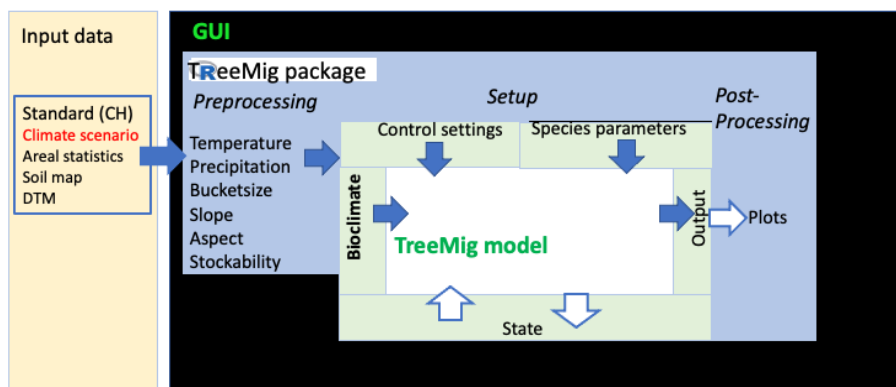 Input data
GUI
TreeMig package
Preprocessing
Setup
Post-
Processing
Standard (CH)
Climate scenario
Areal statistics
Soil map
DTM
Temperature
Precipitation
Bucketsize
Slope
Aspect
Stockability
Control settings
Species parameters
Bioclimate
TreeMig model
Output
Plots
State